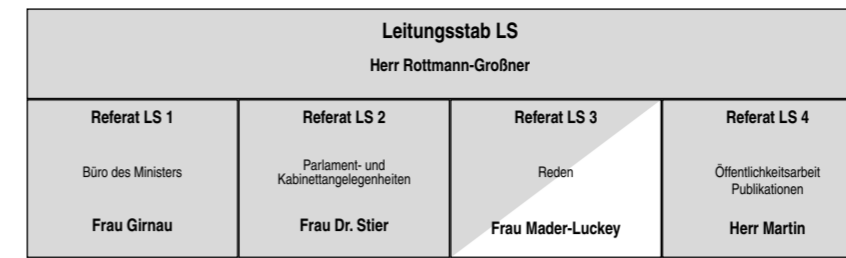 Leitungsstab LS
Herr Rottmann-Großner
Referat LS 1
Büro des Ministers
Frau Girnau
Referat LS 2
Parlament- und
Kabinettangelegenheiten
Frau Dr. Stier
Referat LS 3
Reden
Frau Mader-Luckey
Referat LS 4
Öffentlichkeitsarbeit
Publikationen
Herr Martin